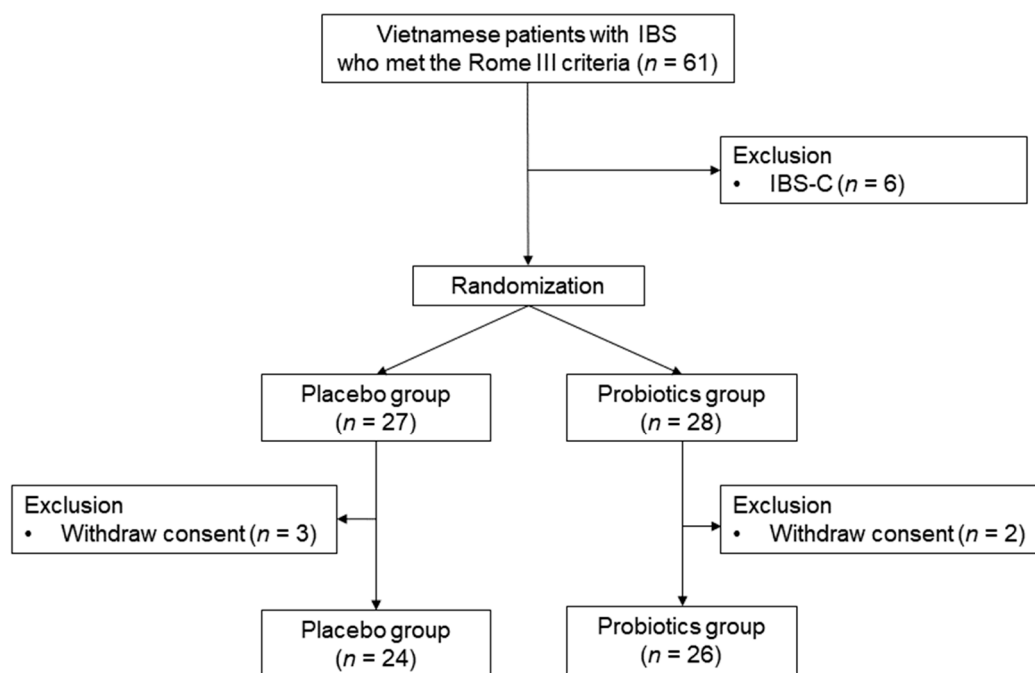 Vietnamese patients with IBS
who met the Rome III criteria (n = 61)
Exclusion
• IBS-C (n = 6)
Randomization
Placebo group
(n = 27)
Probiotics group
(n = 28)
Exclusion
• Withdraw consent (n = 3)
Exclusion
• Withdraw consent (n = 2)
Placebo group
(n = 24)
Probiotics group
(n = 26)